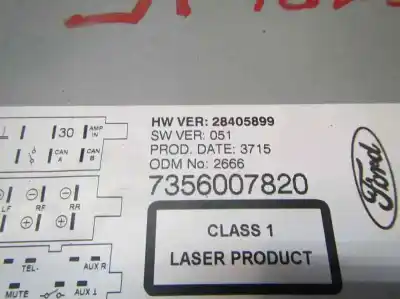 HW VER: 28405899
SW VER: 051
PROD. DATE: 3715
ODM No: 2666
7356007820
Ford
CLASS 1
LASER PRODUCT
30 AMP IN
CAN A CAN B
LF RF RR
TEL- AUX R
MUTE AUX